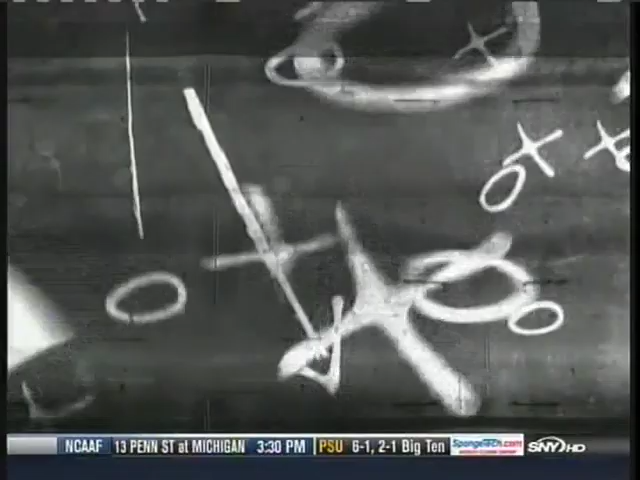 NCAAF 13 PENN ST at MICHIGAN 3:30 PM PSU 6-1, 2-1 Big Ten SpongeTech.com SNY HD